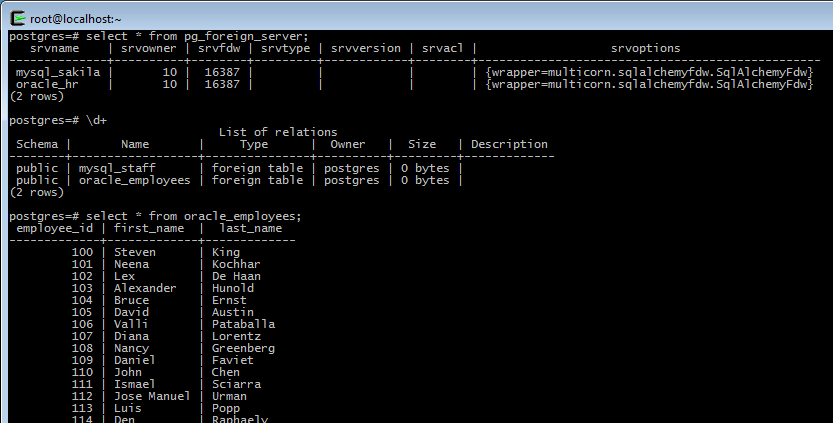 root@localhost:~
postgres=# select * from pg_foreign_server;
   srvname    | srvowner | srvfdw | srvtype | srvversion | srvacl |                    srvoptions
--------------+----------+--------+---------+------------+--------+---------------------------------------------------
 mysql_sakila |       10 |  16387 |         |            |        | {wrapper=multicorn.sqlalchemyfdw.SqlAlchemyFdw}
 oracle_hr    |       10 |  16387 |         |            |        | {wrapper=multicorn.sqlalchemyfdw.SqlAlchemyFdw}
(2 rows)
postgres=# \d+
                             List of relations
 Schema |       Name       |     Type      |  Owner   |  Size   | Description
--------+------------------+---------------+----------+---------+-------------
 public | mysql_staff      | foreign table | postgres | 0 bytes |
 public | oracle_employees | foreign table | postgres | 0 bytes |
(2 rows)
postgres=# select * from oracle_employees;
 employee_id | first_name  |  last_name
-------------+-------------+-------------
         100 | Steven      | King
         101 | Neena       | Kochhar
         102 | Lex         | De Haan
         103 | Alexander   | Hunold
         104 | Bruce       | Ernst
         105 | David       | Austin
         106 | Valli       | Pataballa
         107 | Diana       | Lorentz
         108 | Nancy       | Greenberg
         109 | Daniel      | Faviet
         110 | John        | Chen
         111 | Ismael      | Sciarra
         112 | Jose Manuel | Urman
         113 | Luis        | Popp
         114 | Den         | Raphaely